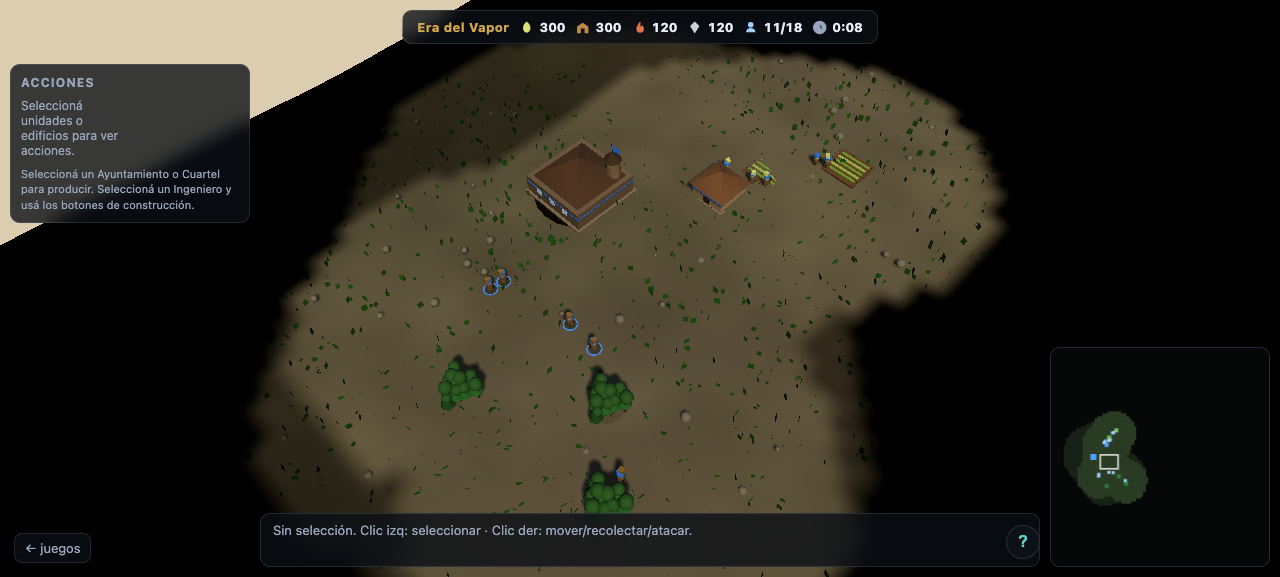 Era del Vapor 300 300 120 120 11/18 0:08
ACCIONES
Seleccioná
unidades o
edificios para ver
acciones.
Seleccioná un Ayuntamiento o Cuartel
para producir. Seleccioná un Ingeniero y
usá los botones de construcción.
Sin selección. Clic izq: seleccionar · Clic der: mover/recolectar/atacar.
?
← juegos